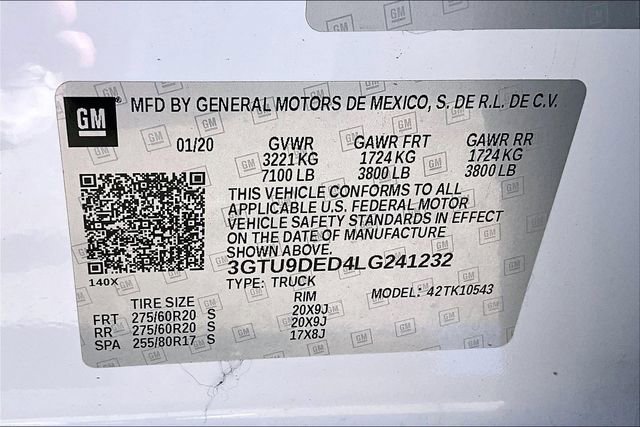 GM
MFD BY GENERAL MOTORS DE MEXICO, S. DE R.L. DE C.V.
01/20 GVWR GAWR FRT GAWR RR
3221 KG 1724 KG 1724 KG
7100 LB 3800 LB 3800 LB
THIS VEHICLE CONFORMS TO ALL
APPLICABLE U.S. FEDERAL MOTOR
VEHICLE SAFETY STANDARDS IN EFFECT
ON THE DATE OF MANUFACTURE
SHOWN ABOVE.
3GTU9DED4LG241232
140X
TYPE: TRUCK MODEL: 42TK10543
TIRE SIZE RIM
FRT 275/60R20 S 20X9J
RR 275/60R20 S 20X9J
SPA 255/80R17 S 17X8J